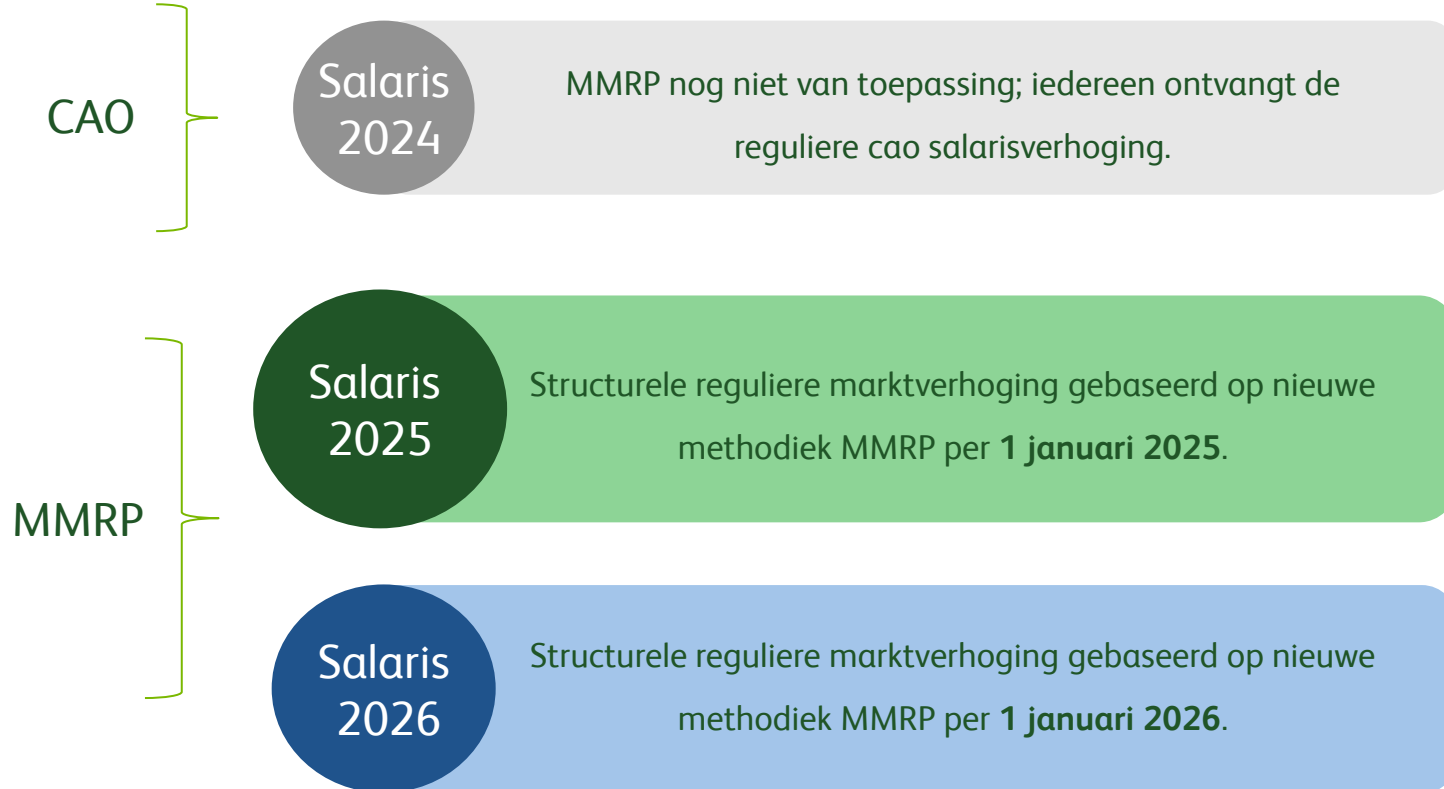 CAO
Salaris
2024
MMRP nog niet van toepassing; iedereen ontvangt de
reguliere cao salarisverhoging.
MMRP
Salaris
2025
Structurele reguliere marktverhoging gebaseerd op nieuwe
methodiek MMRP per 1 januari 2025.
Salaris
2026
Structurele reguliere marktverhoging gebaseerd op nieuwe
methodiek MMRP per 1 januari 2026.